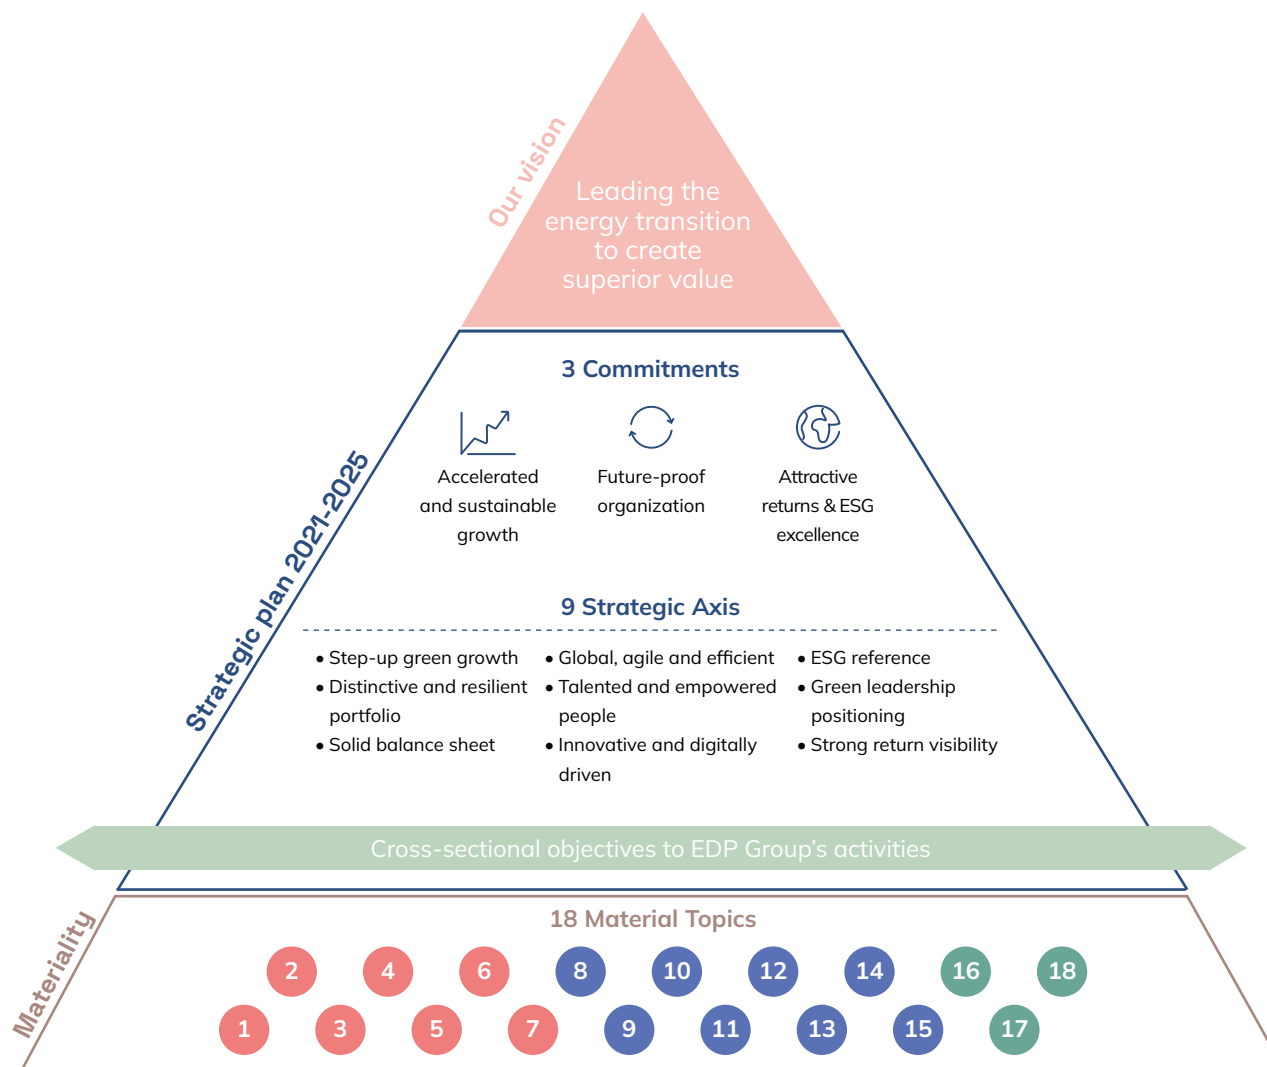 Our vision
Leading the
energy transition
to create
superior value
Strategic plan 2021-2025
3 Commitments
Accelerated
and sustainable
growth
Future-proof
organization
Attractive
returns & ESG
excellence
9 Strategic Axis
• Step-up green growth
• Distinctive and resilient
portfolio
• Solid balance sheet
• Global, agile and efficient
• Talented and empowered
people
• Innovative and digitally
driven
• ESG reference
• Green leadership
positioning
• Strong return visibility
Cross-sectional objectives to EDP Group's activities
Materiality
18 Material Topics
2 4 6 8 10 12 14 16 18
1 3 5 7 9 11 13 15 17